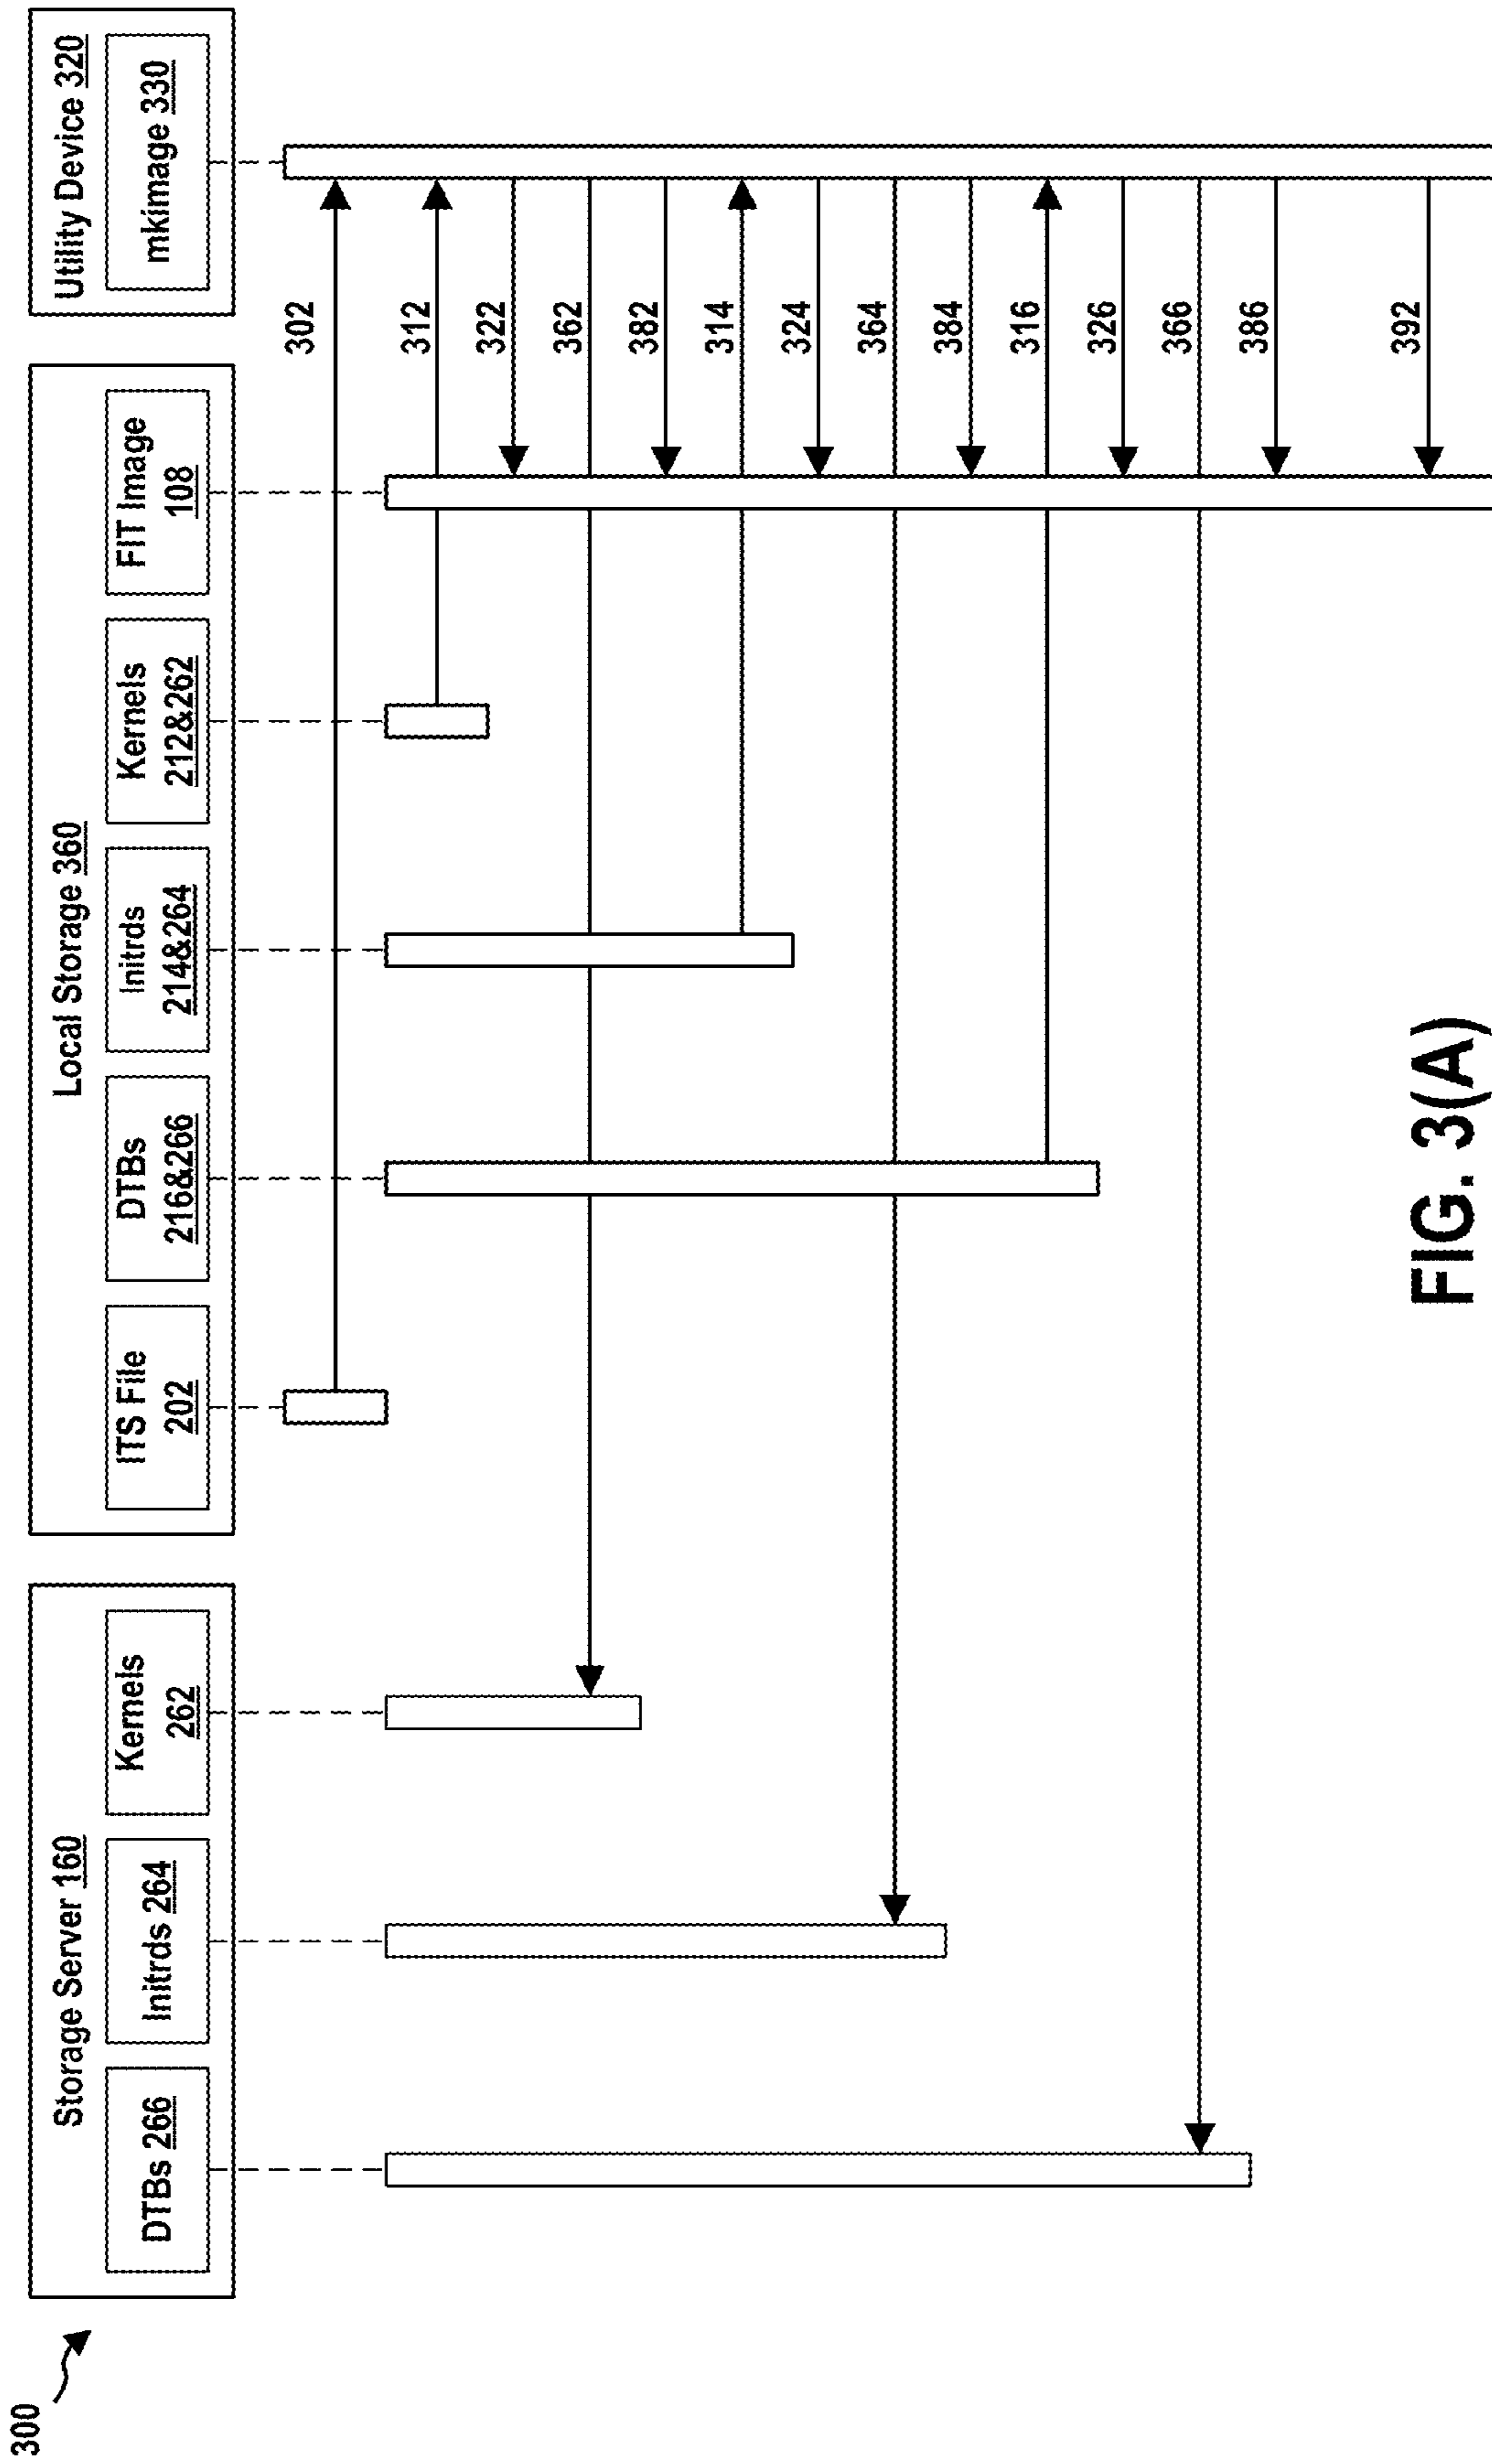 300
Storage Server 160
DTBs 266
Initrds 264
Kernels
262
Local Storage 360
ITS File
202
DTBs
216&266
Initrds
214&264
Kernels
212&262
FIT Image
108
Utility Device 320
mkimage 330
302
312
322
362
382
314
324
364
384
316
326
366
386
392
FIG. 3(A)